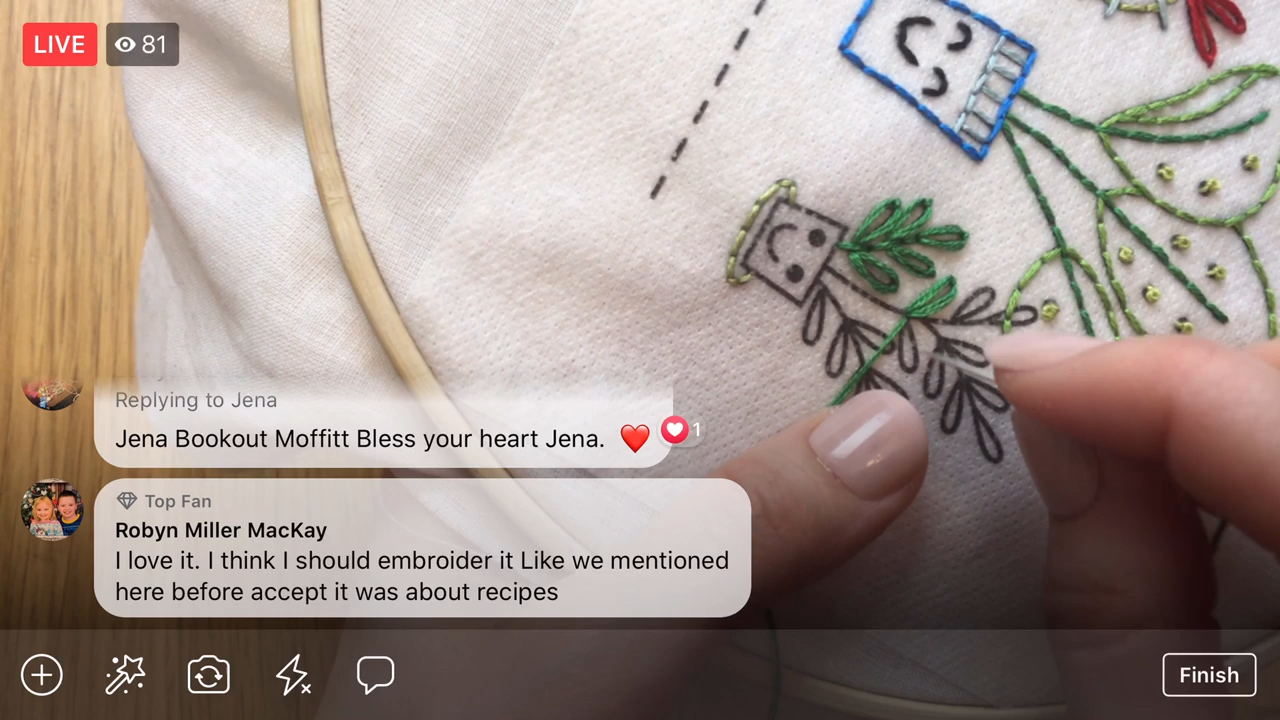 LIVE 81
Replying to Jena
Jena Bookout Moffitt Bless your heart Jena. ❤️ 1
Top Fan
Robyn Miller MacKay
I love it. I think I should embroider it Like we mentioned
here before accept it was about recipes
Finish